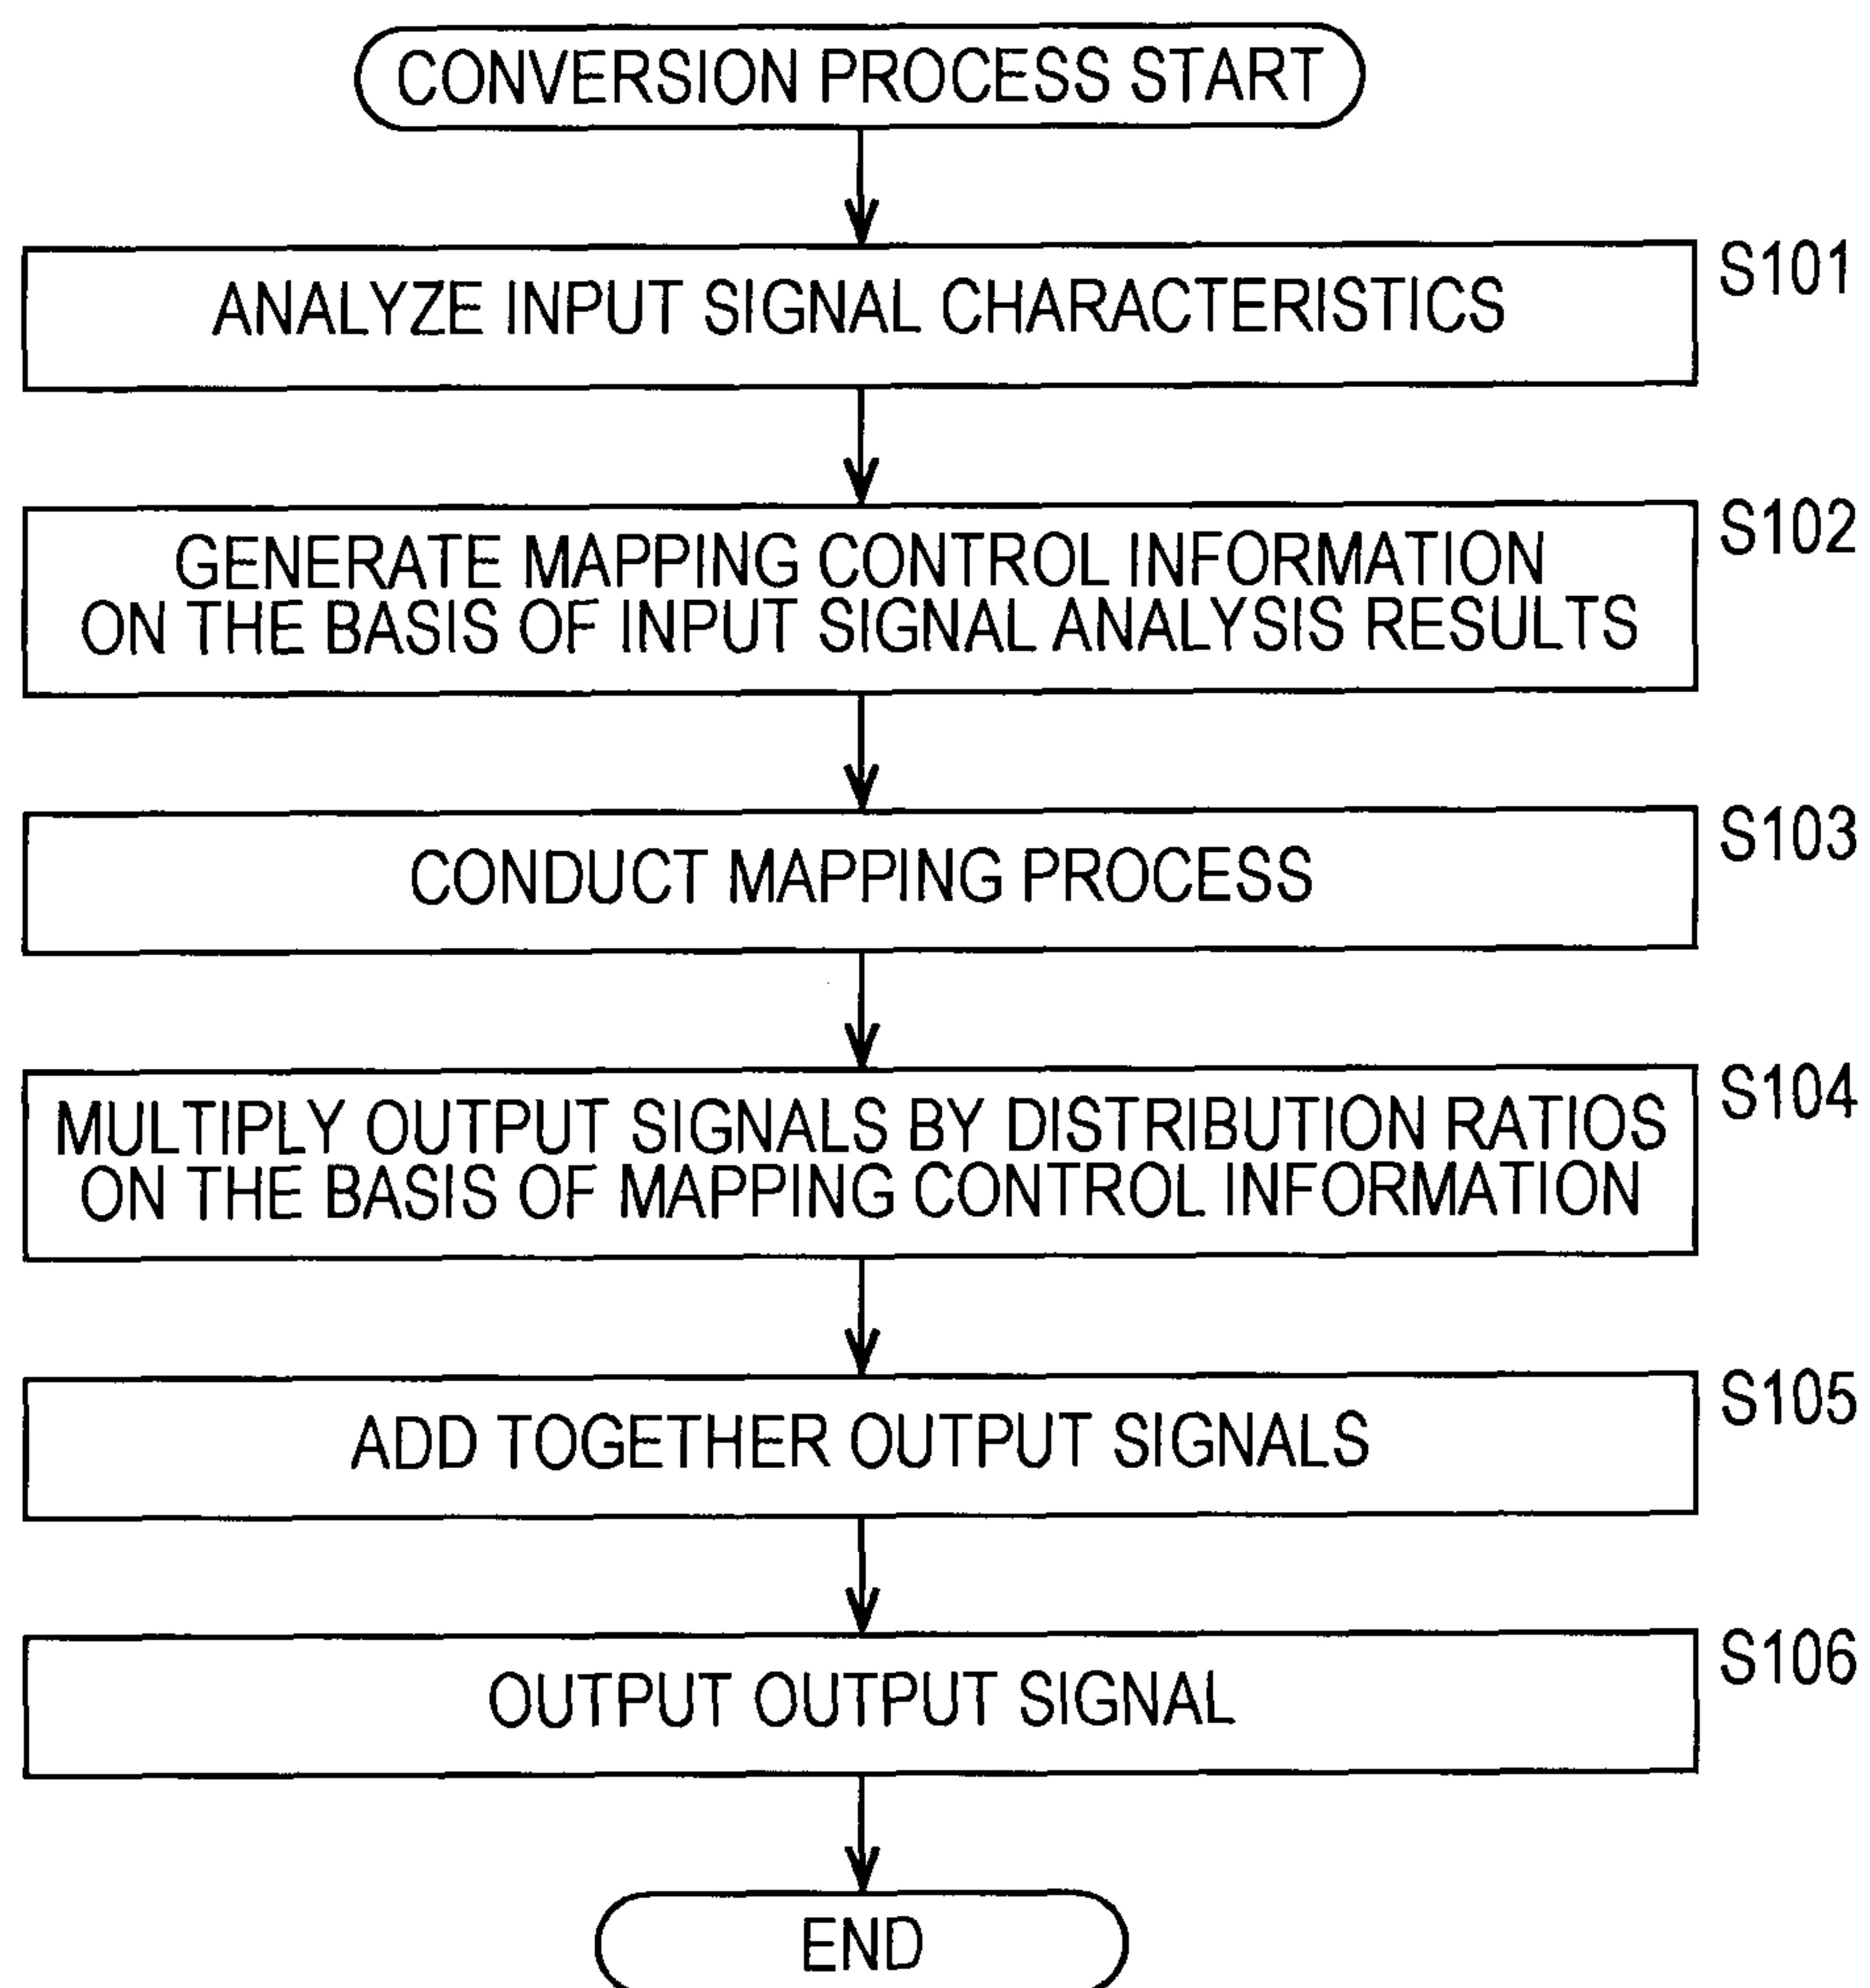 CONVERSION PROCESS START
S101
ANALYZE INPUT SIGNAL CHARACTERISTICS
S102
GENERATE MAPPING CONTROL INFORMATION
ON THE BASIS OF INPUT SIGNAL ANALYSIS RESULTS
S103
CONDUCT MAPPING PROCESS
S104
MULTIPLY OUTPUT SIGNALS BY DISTRIBUTION RATIOS
ON THE BASIS OF MAPPING CONTROL INFORMATION
S105
ADD TOGETHER OUTPUT SIGNALS
S106
OUTPUT OUTPUT SIGNAL
END